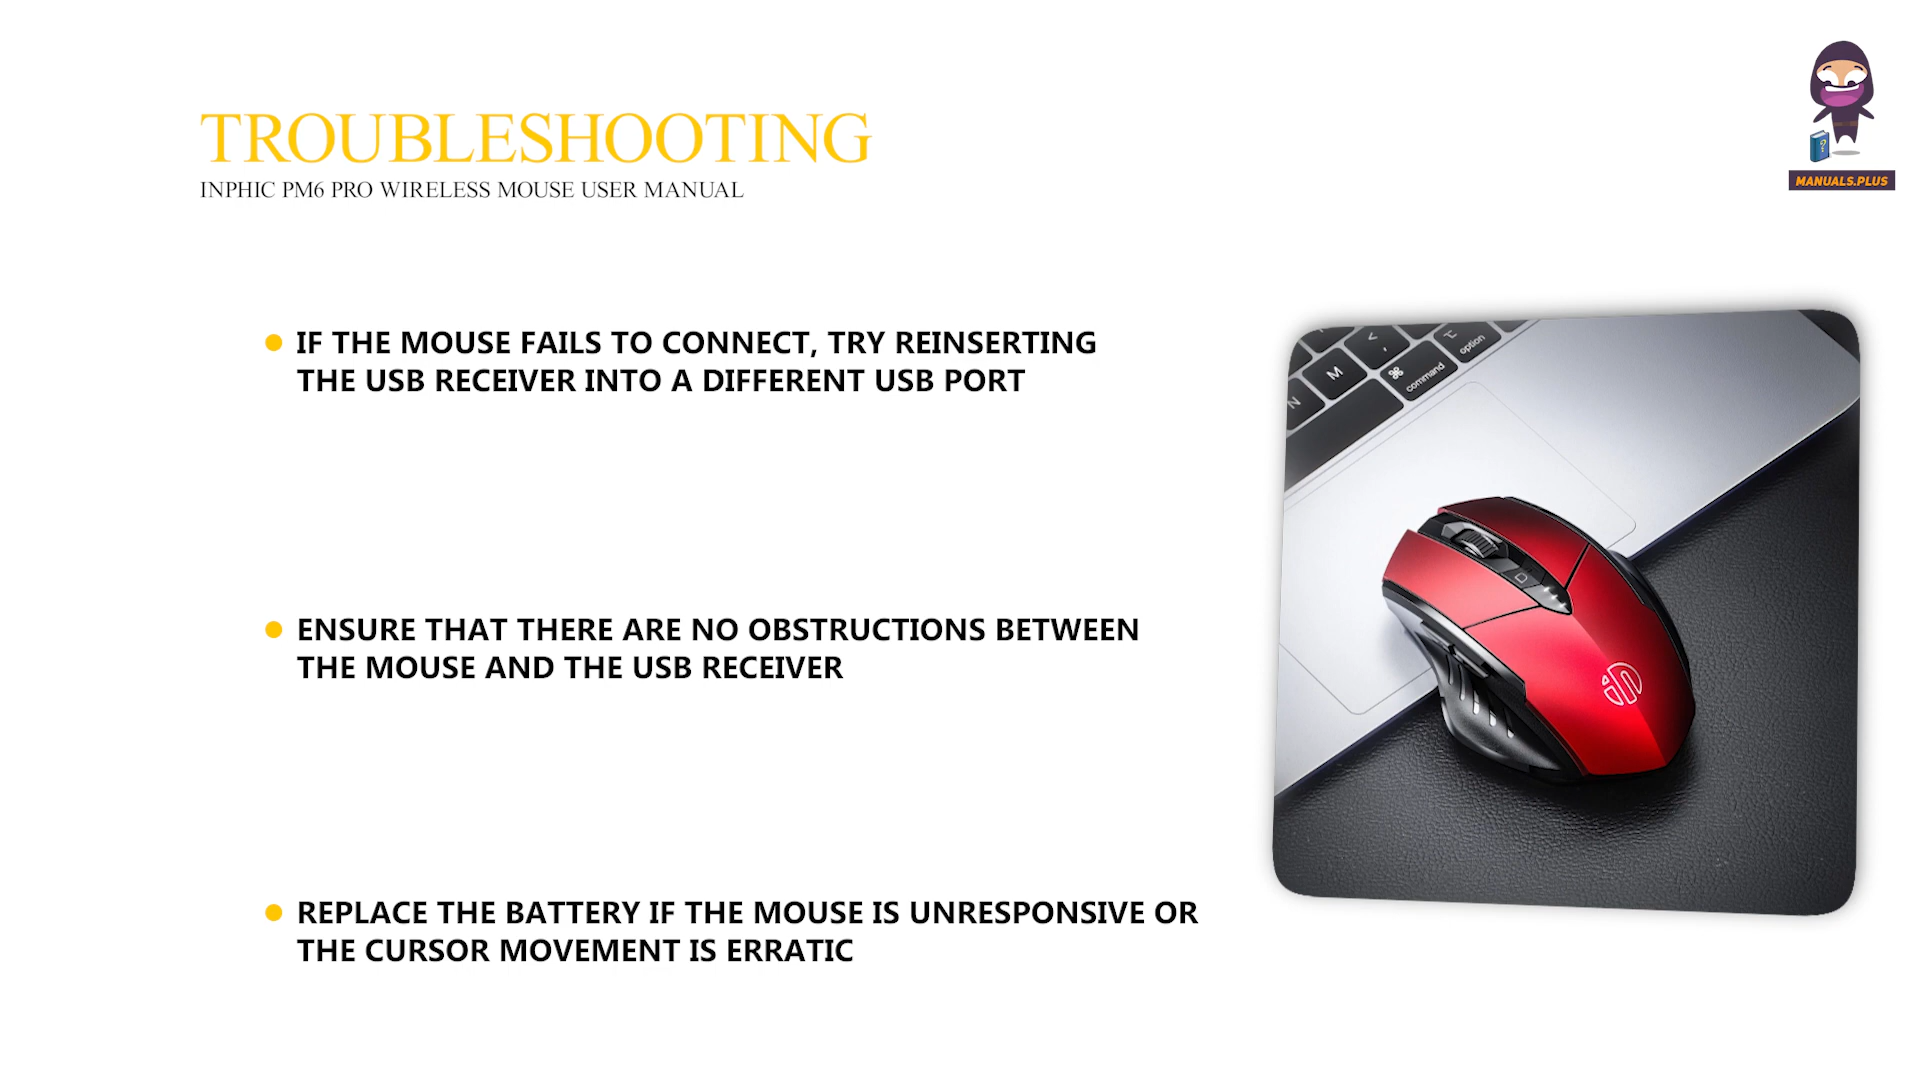 TROUBLESHOOTING
INPHIC PM6 PRO WIRELESS MOUSE USER MANUAL
MANUALS.PLUS
IF THE MOUSE FAILS TO CONNECT, TRY REINSERTING
THE USB RECEIVER INTO A DIFFERENT USB PORT
ENSURE THAT THERE ARE NO OBSTRUCTIONS BETWEEN
THE MOUSE AND THE USB RECEIVER
REPLACE THE BATTERY IF THE MOUSE IS UNRESPONSIVE OR
THE CURSOR MOVEMENT IS ERRATIC
option
command
M
N